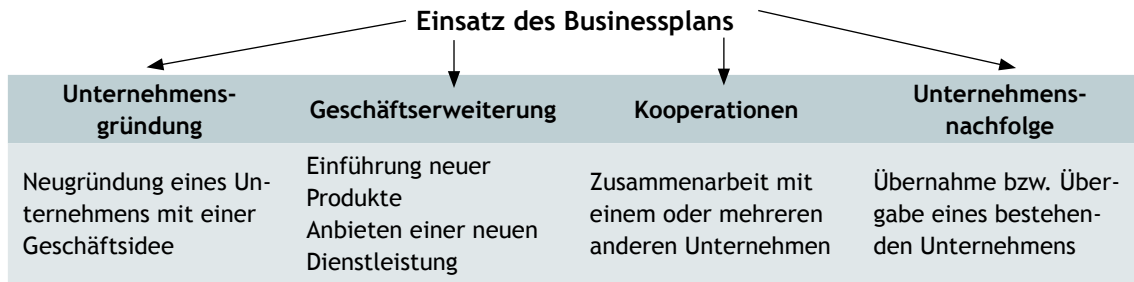 Einsatz des Businessplans
Unternehmens-
gründung
Geschäftserweiterung
Kooperationen
Unternehmens-
nachfolge
Neugründung eines Un-
ternehmens mit einer
Geschäftsidee
Einführung neuer
Produkte
Anbieten einer neuen
Dienstleistung
Zusammenarbeit mit
einem oder mehreren
anderen Unternehmen
Übernahme bzw. Über-
gabe eines bestehen-
den Unternehmens